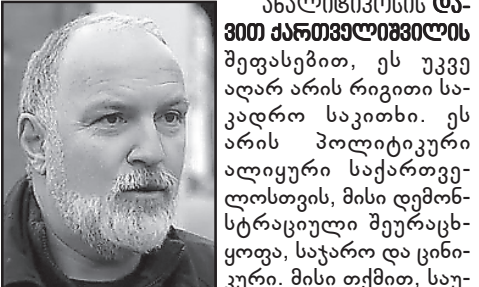 ანალიტიკოსის და-
ვით ქართველიშვილის
შეფასებით, ეს უკვე
აღარ არის რიგითი სა-
კადრო საკითხი. ეს
არის პოლიტიკური
ალიყური საქართვე-
ლოსთვის, მისი დემონ-
სტრაციული შეურაცხ-
ყოფა, საჯარო და ცინი-
კური. მისი თქმით, საუ-